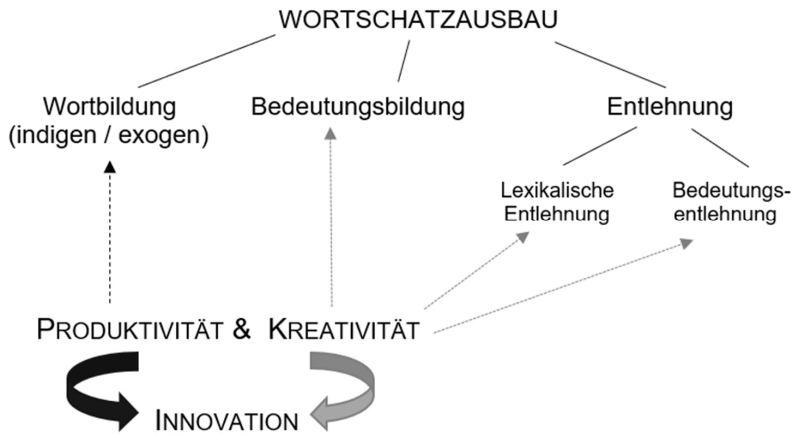 WORTSCHATZAUSBAU
Wortbildung
(indigen / exogen)
Bedeutungsbildung
Entlehnung
Lexikalische
Entlehnung
Bedeutungs-
entlehnung
PRODUKTIVITÄT & KREATIVITÄT
INNOVATION